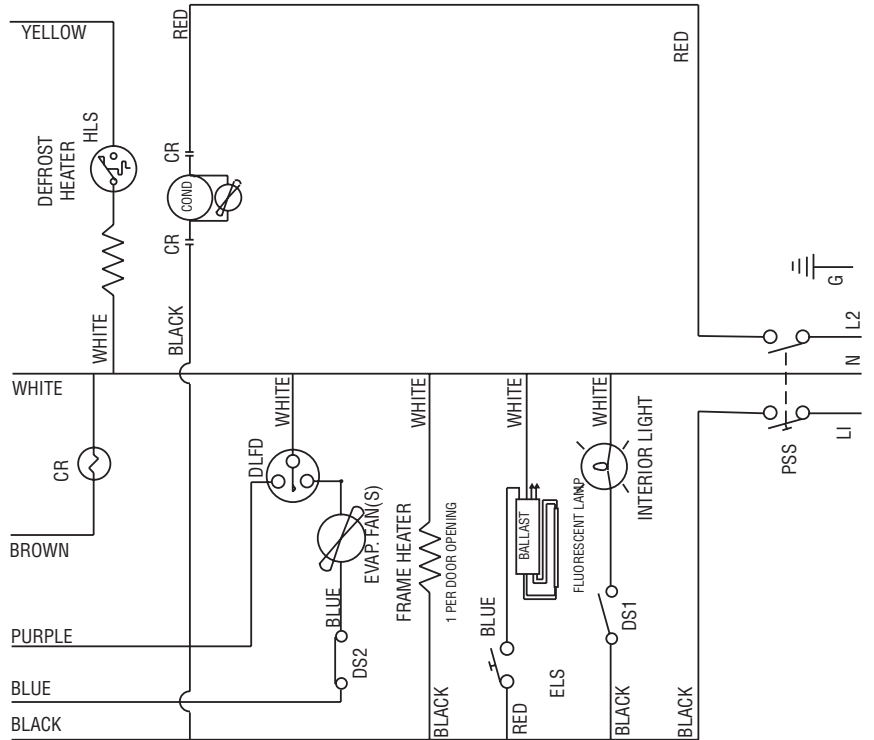 YELLOW
DEFROST
HEATER
HLS
WHITE
RED
CR
COND
CR
BLACK
RED
G
L2
N
LI
PSS
WHITE
CR
BROWN
WHITE
DLFD
EVAP. FAN(S)
BLUE
DS2
PURPLE
BLUE
BLACK
WHITE
FRAME HEATER
1 PER DOOR OPENING
BLACK
WHITE
BALLAST
FLUORESCENT LAMP
BLUE
ELS
RED
WHITE
INTERIOR LIGHT
DS1
BLACK
BLACK